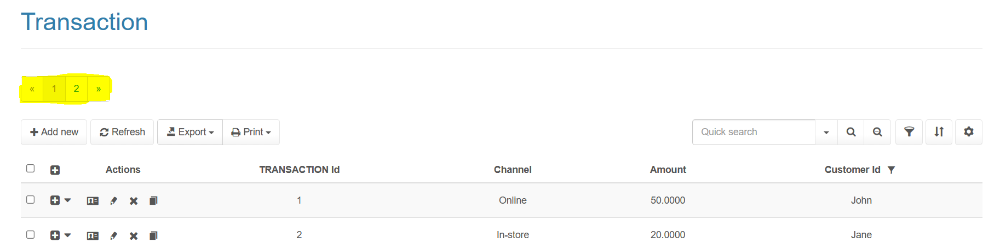 Transaction
« 1 2 »
Add new Refresh Export Print Quick search
Actions TRANSACTION Id Channel Amount Customer Id
1 Online 50.0000 John
2 In-store 20.0000 Jane